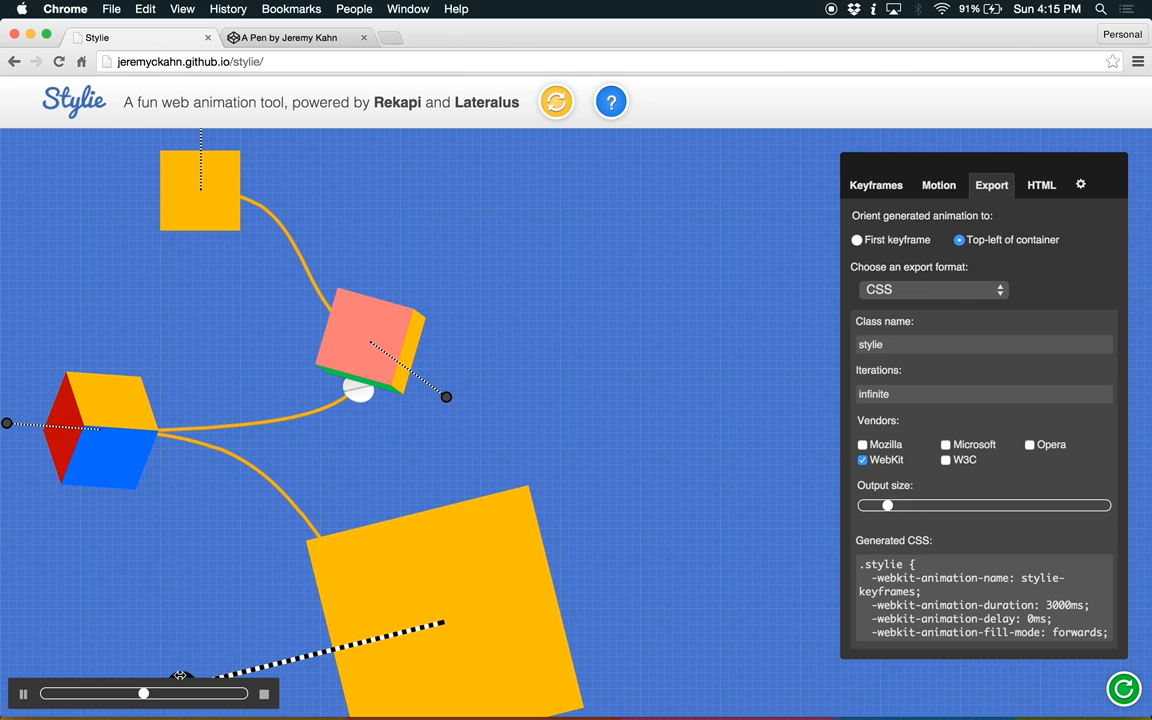 Chrome File Edit View History Bookmarks People Window Help 91% Sun 4:15 PM
Stylie A Pen by Jeremy Kahn Personal
jeremyckahn.github.io/stylie/
Stylie A fun web animation tool, powered by Rekapi and Lateralus ?
Keyframes Motion Export HTML
Orient generated animation to:
First keyframe Top-left of container
Choose an export format:
CSS
Class name:
stylie
Iterations:
infinite
Vendors:
Mozilla Microsoft Opera
WebKit W3C
Output size:
Generated CSS:
.stylie {
-webkit-animation-name: stylie-
keyframes;
-webkit-animation-duration: 3000ms;
-webkit-animation-delay: 0ms;
-webkit-animation-fill-mode: forwards;